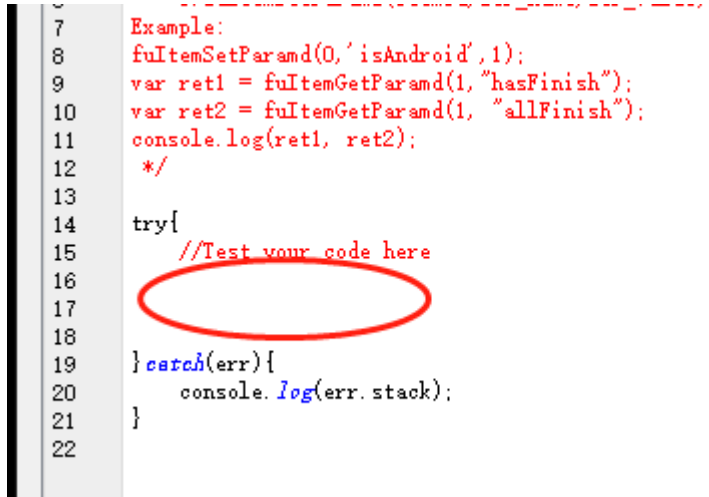 7 Example:
8 fuItemSetParamd(0,'isAndroid',1);
9 var ret1 = fuItemGetParamd(1,"hasFinish");
10 var ret2 = fuItemGetParamd(1, "allFinish");
11 console.log(ret1, ret2);
12 */
13
14 try{
15 //Test your code here
16
17
18
19 }catch(err){
20 console.log(err.stack);
21 }
22